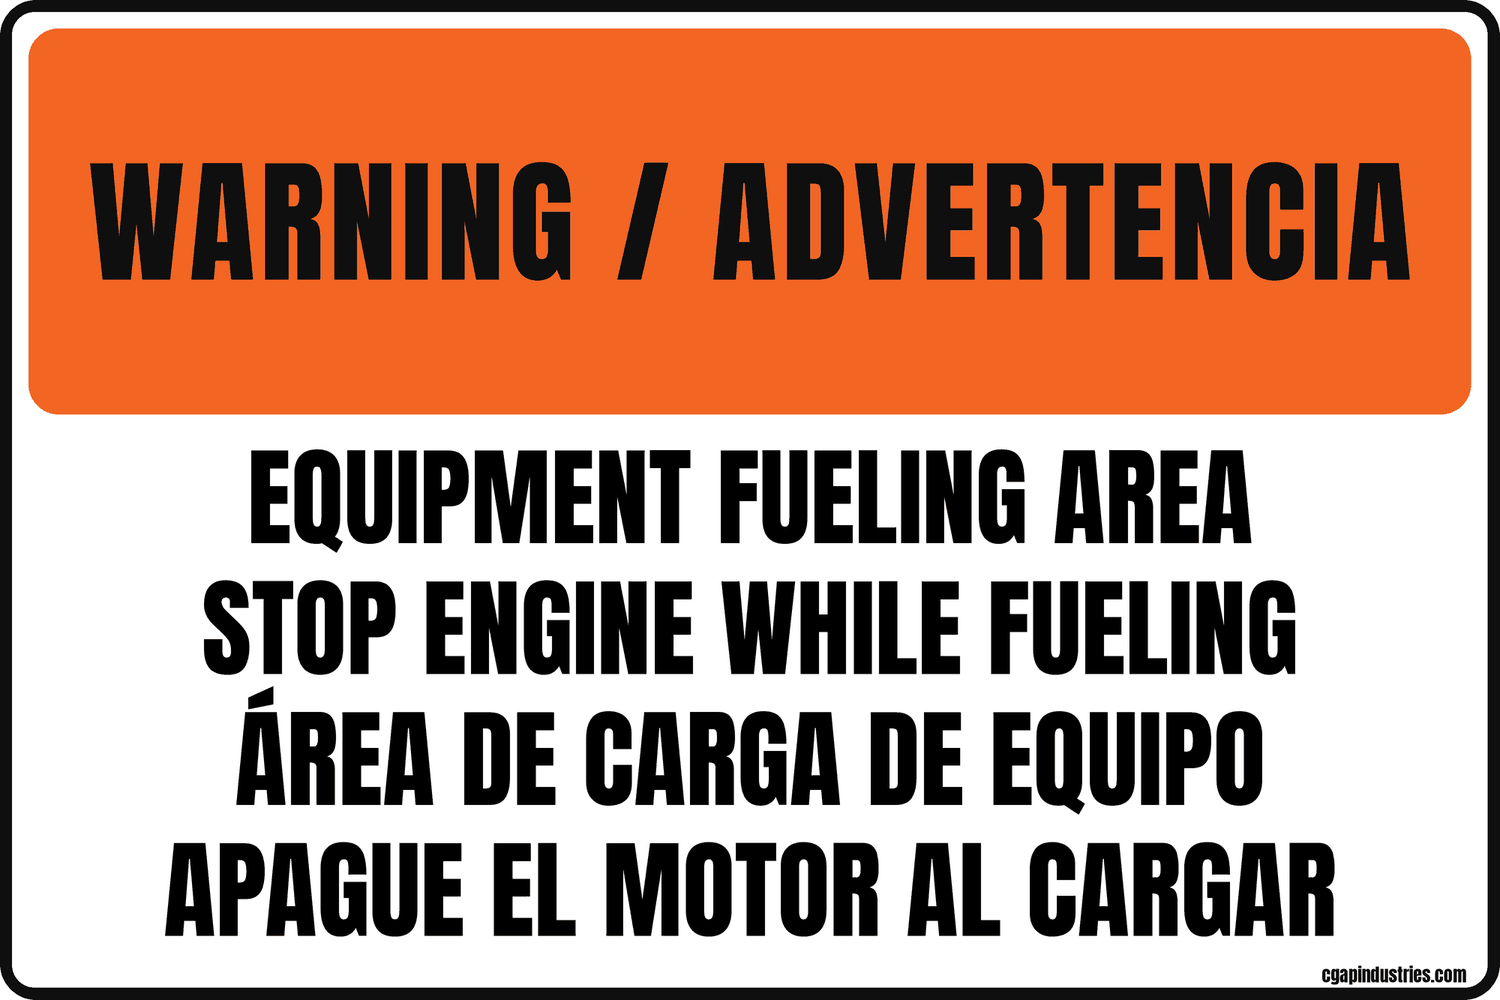 WARNING / ADVERTENCIA
EQUIPMENT FUELING AREA
STOP ENGINE WHILE FUELING
ÁREA DE CARGA DE EQUIPO
APAGUE EL MOTOR AL CARGAR
cgapindustries.com